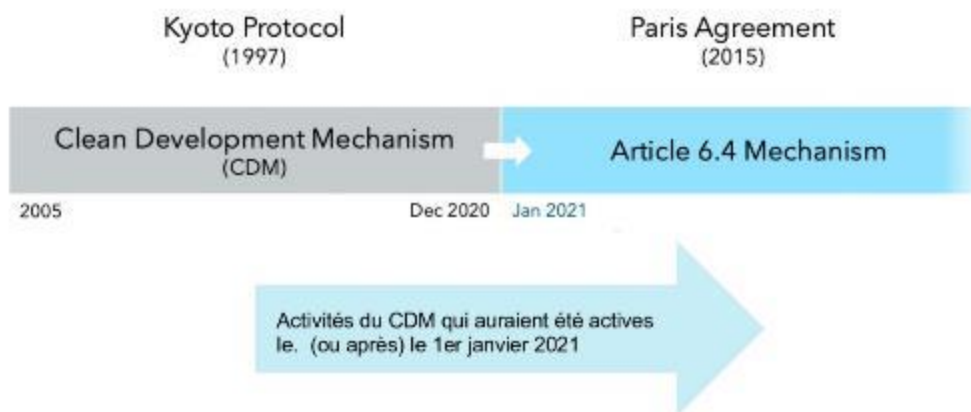 Kyoto Protocol
(1997)
Paris Agreement
(2015)
Clean Development Mechanism
(CDM)
Article 6.4 Mechanism
2005
Dec 2020
Jan 2021
Activités du CDM qui auraient été actives
le. (ou après) le 1er janvier 2021